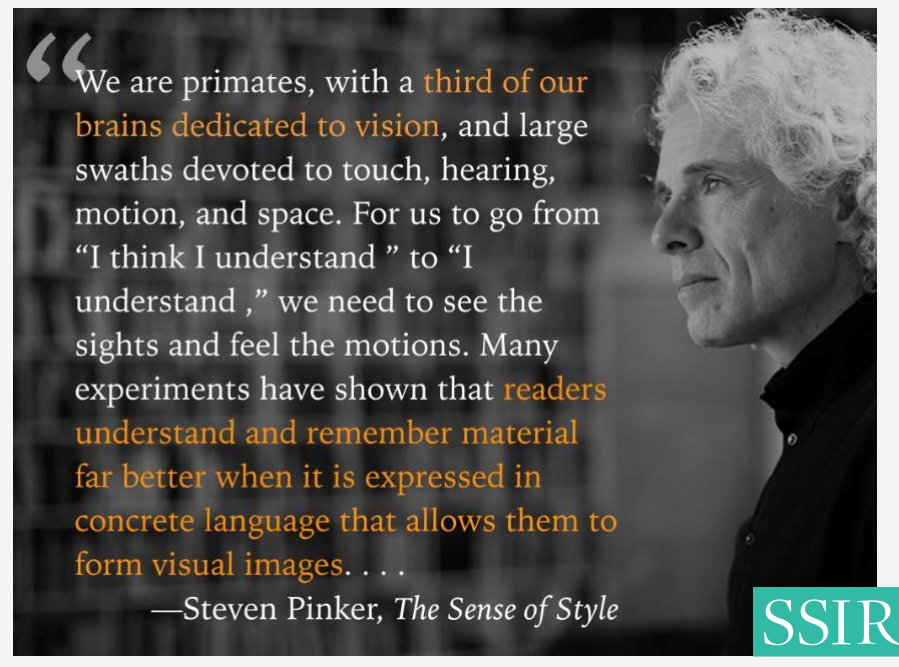 “We are primates, with a third of our
brains dedicated to vision, and large
swaths devoted to touch, hearing,
motion, and space. For us to go from
“I think I understand ” to “I
understand ,” we need to see the
sights and feel the motions. Many
experiments have shown that readers
understand and remember material
far better when it is expressed in
concrete language that allows them to
form visual images. . . .
—Steven Pinker, The Sense of Style
SSIR